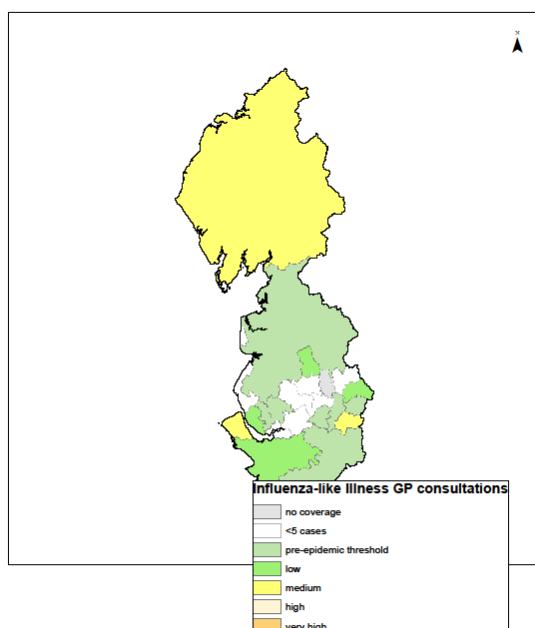 Influenza-like Illness GP consultations
no coverage
<5 cases
pre-epidemic threshold
low
medium
high
very high